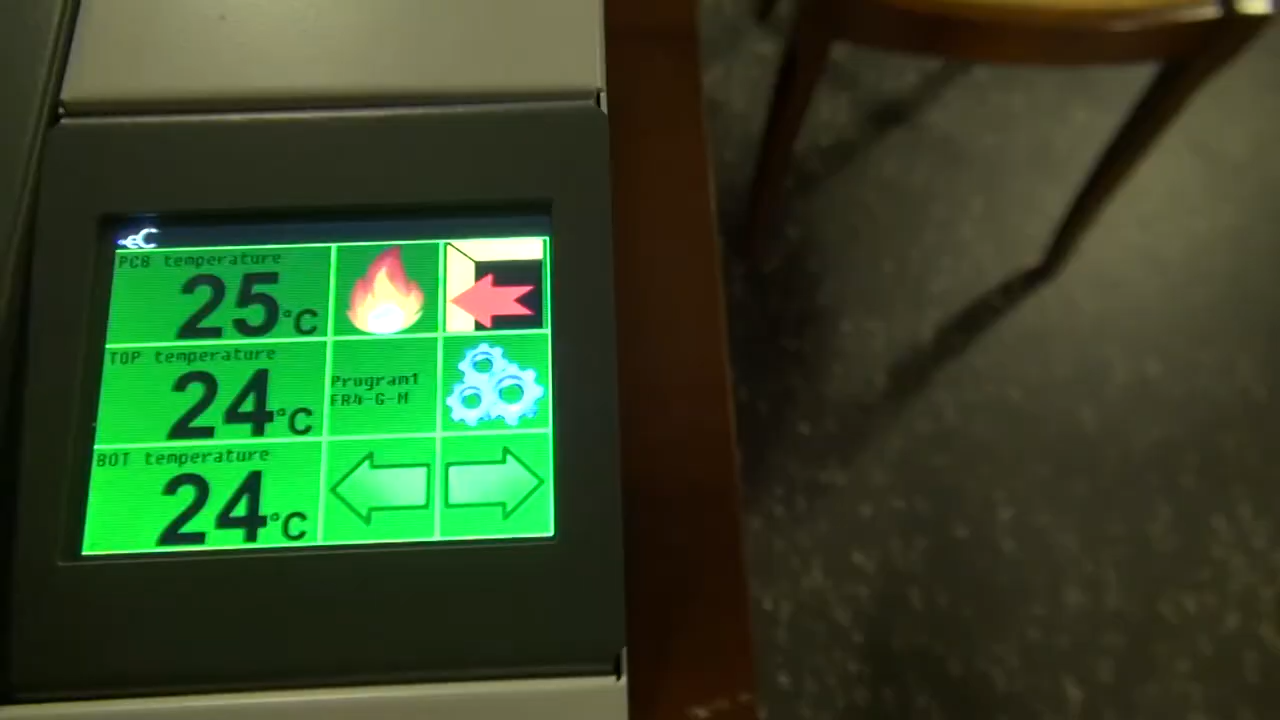 eC
PCB temperature
25°C
TOP temperature
24°C
Program1
FR4-G-M
BOT temperature
24°C